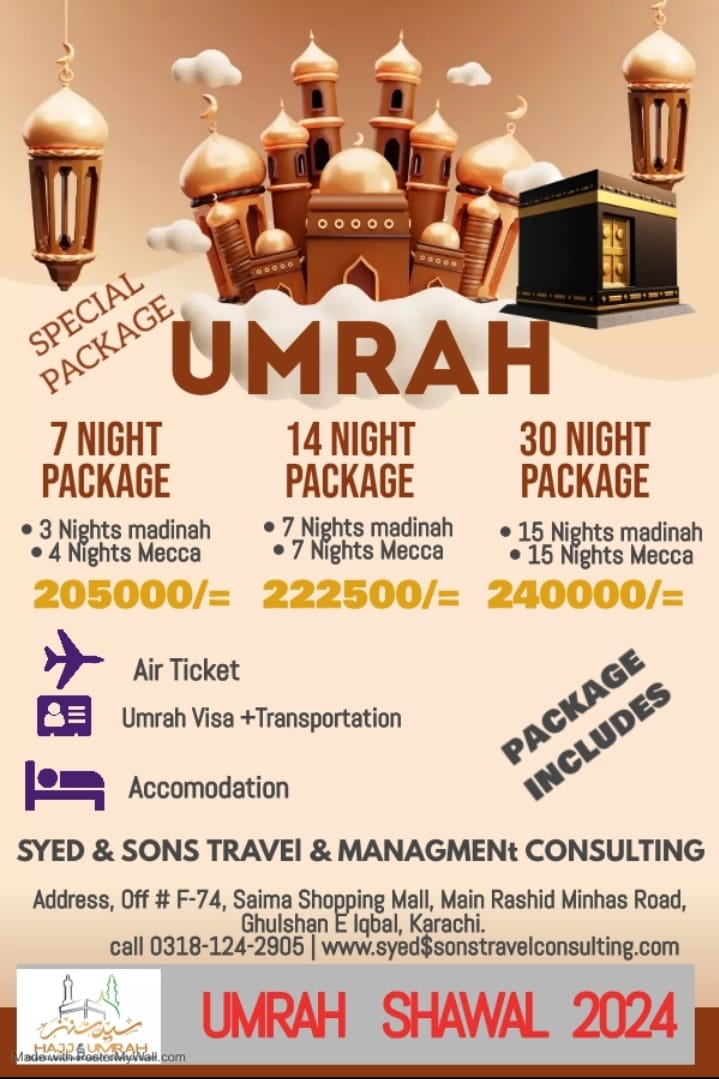 SPECIAL
PACKAGE
UMRAH
7 NIGHT
PACKAGE
• 3 Nights madinah
• 4 Nights Mecca
205000/=
14 NIGHT
PACKAGE
• 7 Nights madinah
• 7 Nights Mecca
222500/=
30 NIGHT
PACKAGE
• 15 Nights madinah
• 15 Nights Mecca
240000/=
Air Ticket
Umrah Visa +Transportation
Accomodation
PACKAGE
INCLUDES
SYED & SONS TRAVEl & MANAGMENt CONSULTING
Address, Off # F-74, Saima Shopping Mall, Main Rashid Minhas Road,
Ghulshan E Iqbal, Karachi.
call 0318-124-2905 | www.syed$sonstravelconsulting.com
HAJJ & UMRAH
Made with PosterMyWall.com
UMRAH SHAWAL 2024